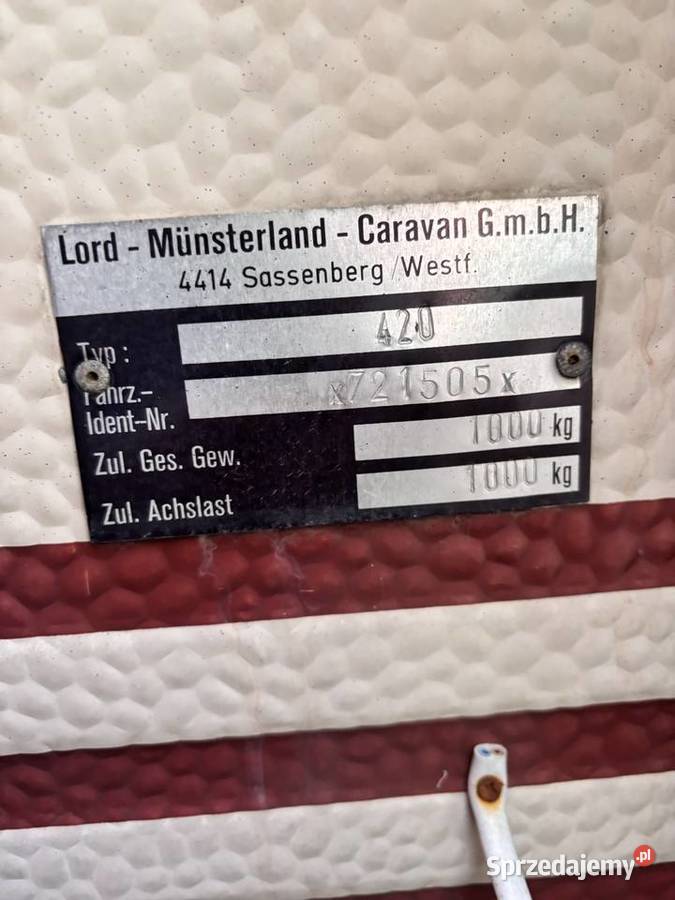 Lord - Münsterland - Caravan G.m.b.H.
4414 Sassenberg/Westf.
Typ: 420
Fahrz.-
Ident-Nr. x721505x
Zul. Ges. Gew. 1000 kg
Zul. Achslast 1000 kg
Sprzedajemy.pl